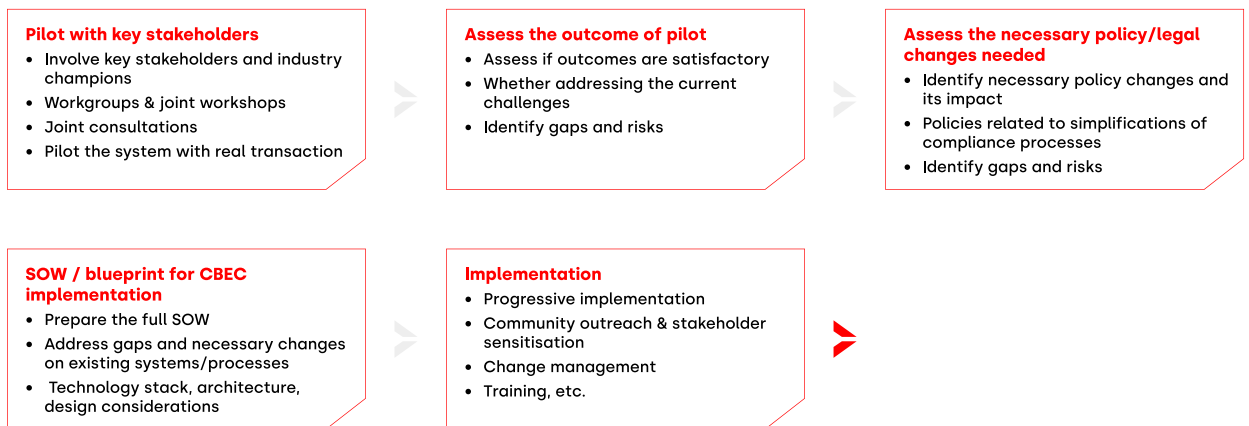 Pilot with key stakeholders
• Involve key stakeholders and industry
champions
• Workgroups & joint workshops
• Joint consultations
• Pilot the system with real transaction
Assess the outcome of pilot
• Assess if outcomes are satisfactory
• Whether addressing the current
challenges
• Identify gaps and risks
Assess the necessary policy/legal
changes needed
• Identify necessary policy changes and
its impact
• Policies related to simplifications of
compliance processes
• Identify gaps and risks
SOW / blueprint for CBEC
implementation
• Prepare the full SOW
• Address gaps and necessary changes
on existing systems/processes
• Technology stack, architecture,
design considerations
Implementation
• Progressive implementation
• Community outreach & stakeholder
sensitisation
• Change management
• Training, etc.